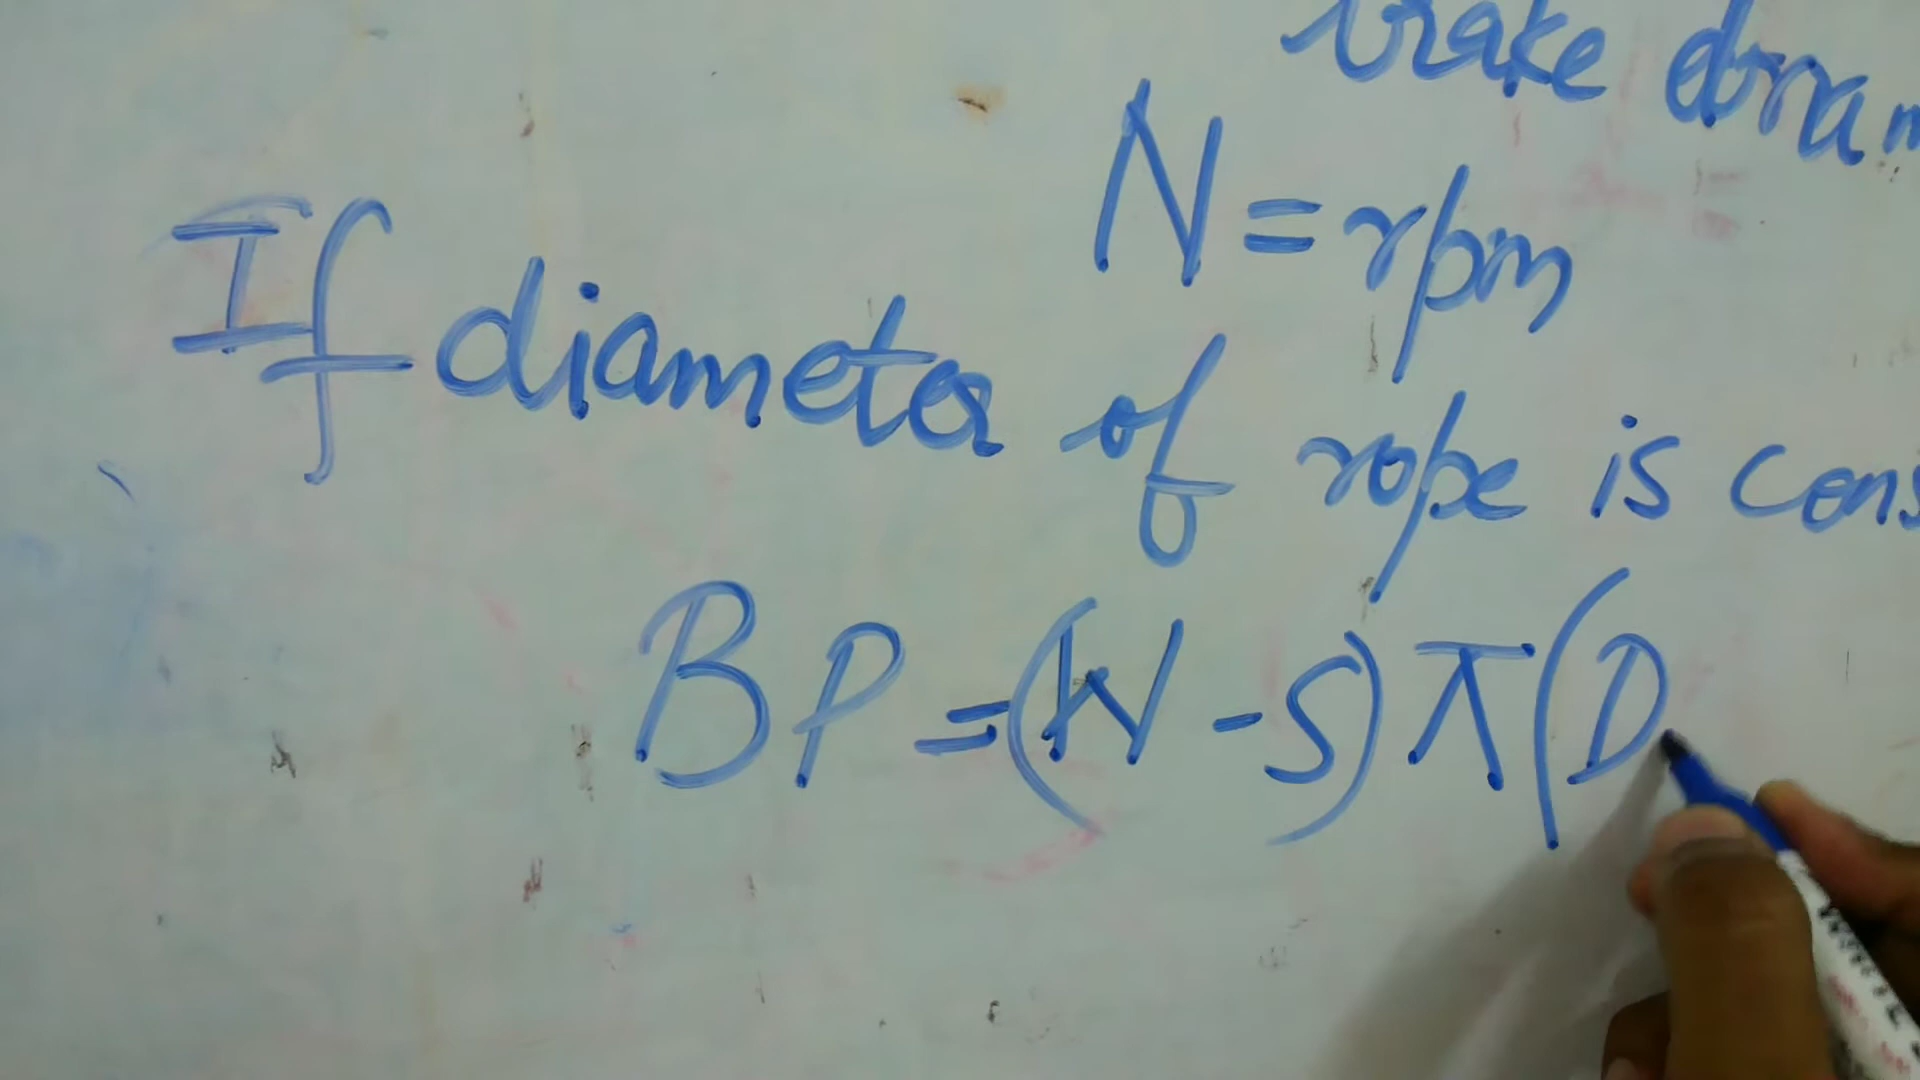 brake drum
N = rpm
If diameter of rope is cons
BP = (W - S) π (D